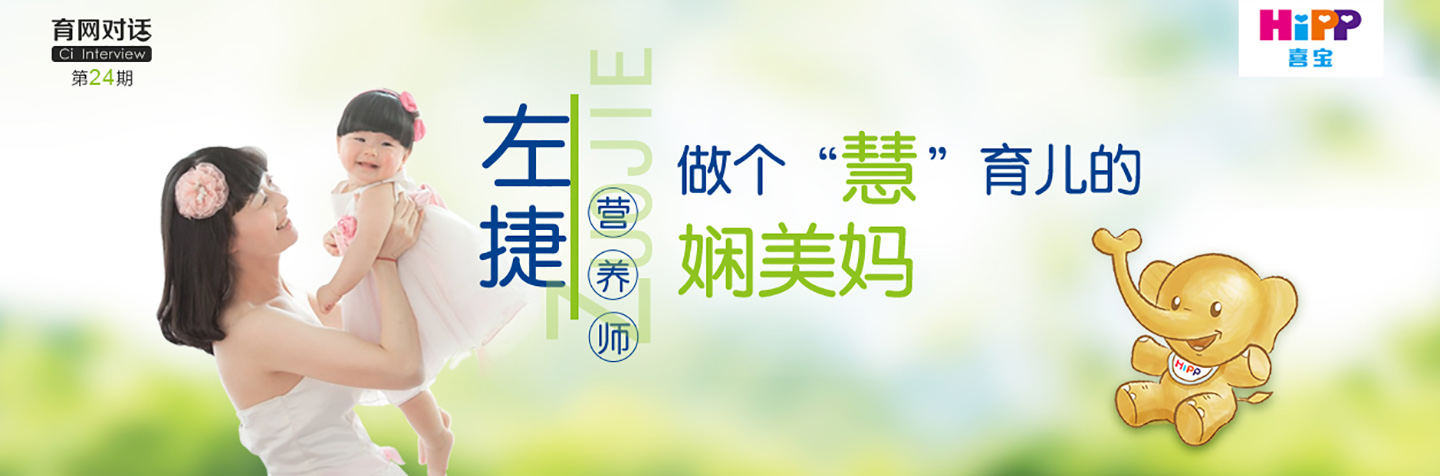 育网对话
Ci Interview
第24期
HiPP
喜宝
左捷
ZUOJIE
营养师
做个“慧”育儿的
娴美妈
HiPP